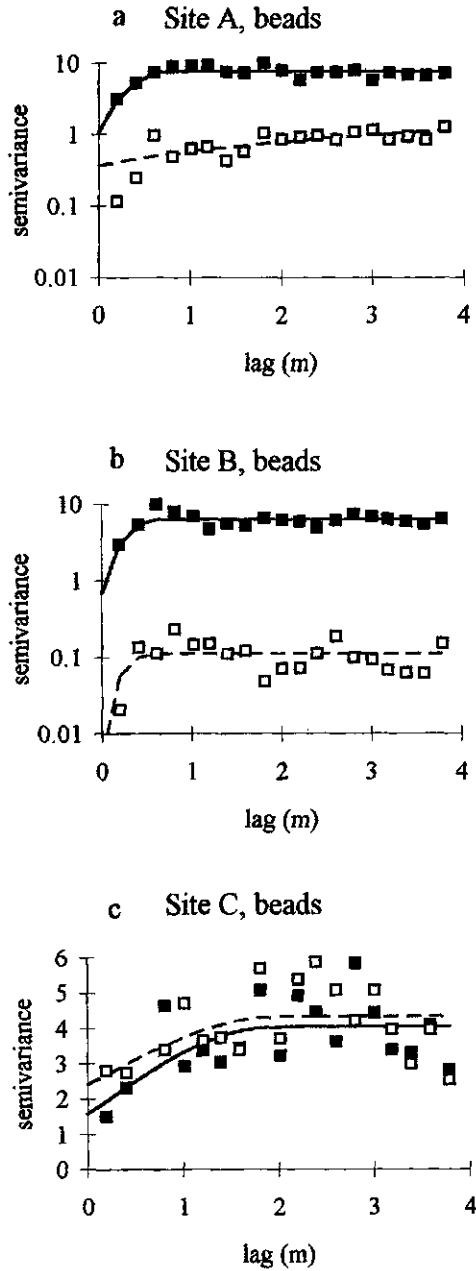 a Site A, beads
10
1
0.1
0.01
semivariance
0 1 2 3 4
lag (m)
b Site B, beads
10
1
0.1
0.01
semivariance
0 1 2 3 4
lag (m)
c Site C, beads
6
5
4
3
2
1
0
semivariance
0 1 2 3 4
lag (m)